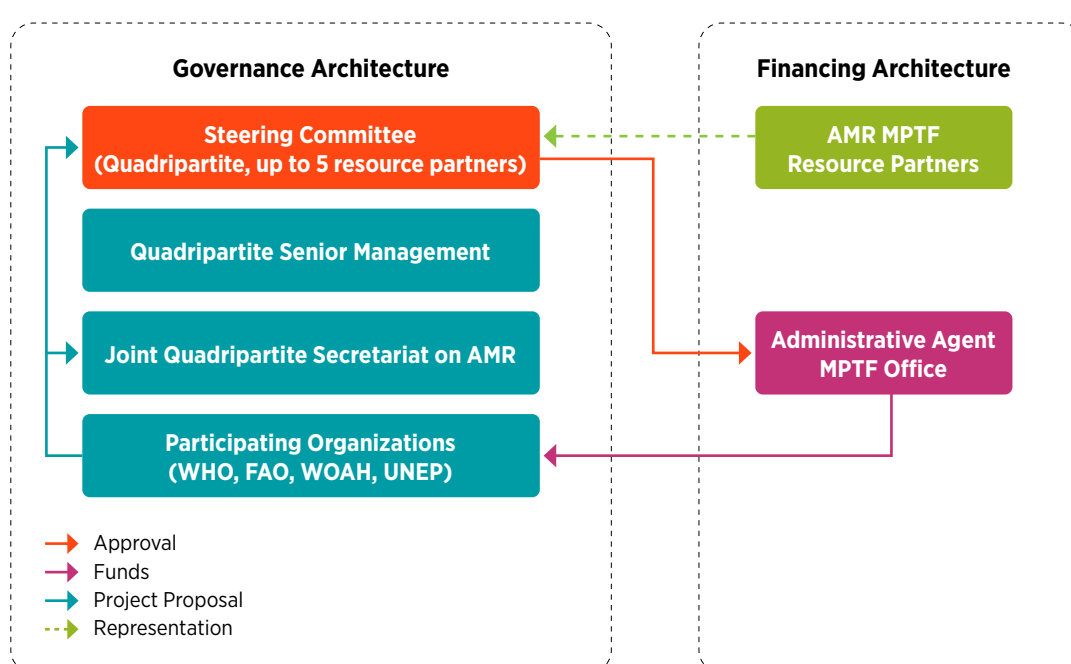 Governance Architecture
Steering Committee
(Quadripartite, up to 5 resource partners)
Quadripartite Senior Management
Joint Quadripartite Secretariat on AMR
Participating Organizations
(WHO, FAO, WOAH, UNEP)
Approval
Funds
Project Proposal
Representation
Financing Architecture
AMR MPTF
Resource Partners
Administrative Agent
MPTF Office